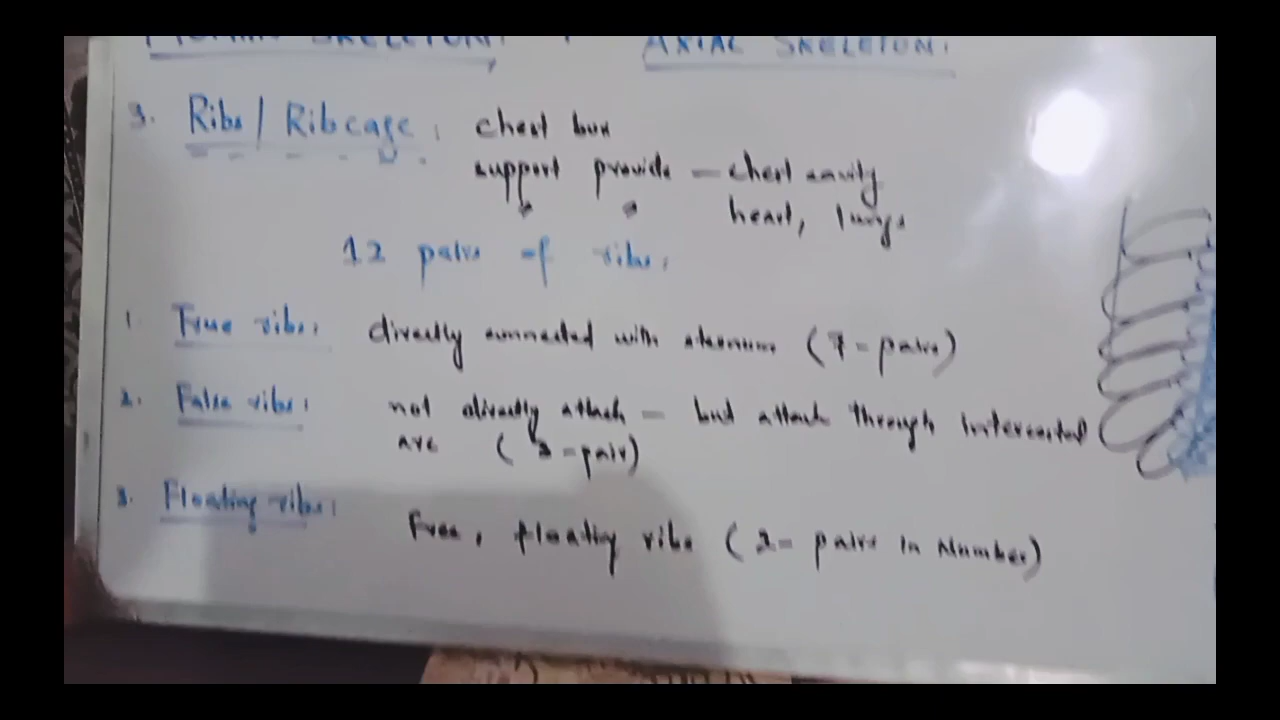 HUMAN SKELETON: AXIAL SKELETON:
3. Ribs / Ribcage: chest box
support provide — chest cavity
heart, lungs
12 pairs of ribs:
1. True ribs: directly connected with sternum (7 - pairs)
2. False ribs: not directly attach — but attach through intercostal
arc (3 - pair)
3. Floating ribs:
Free, floating ribs (2 - pairs in Number)